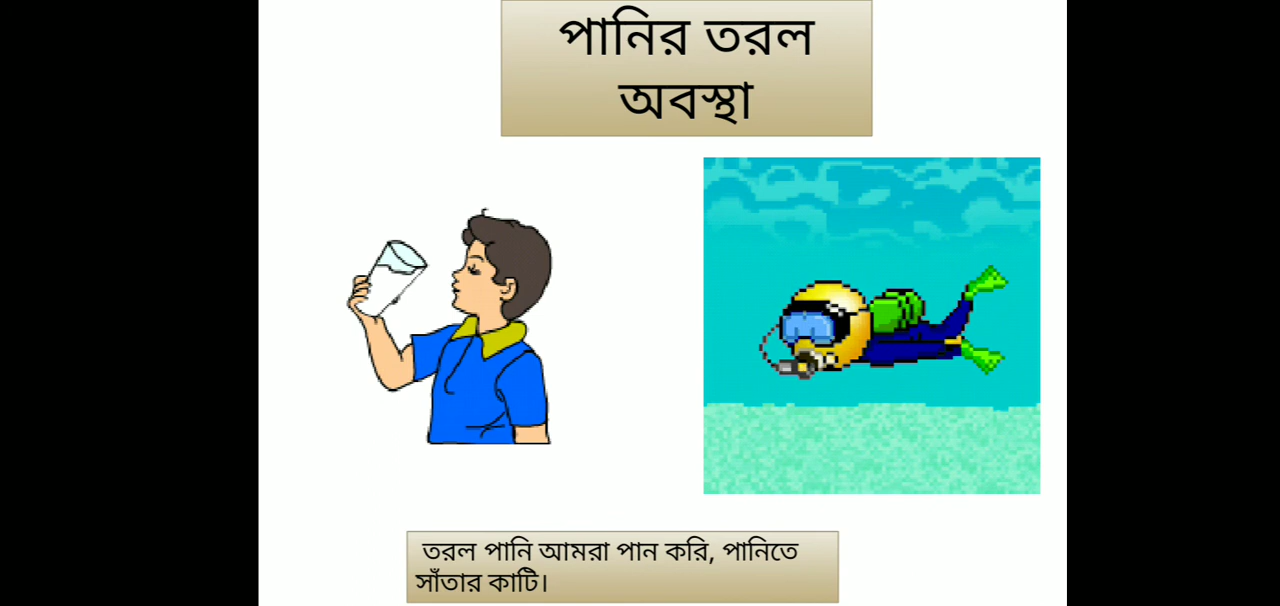 পানির তরল
অবস্থা
তরল পানি আমরা পান করি, পানিতে
সাঁতার কাটি।